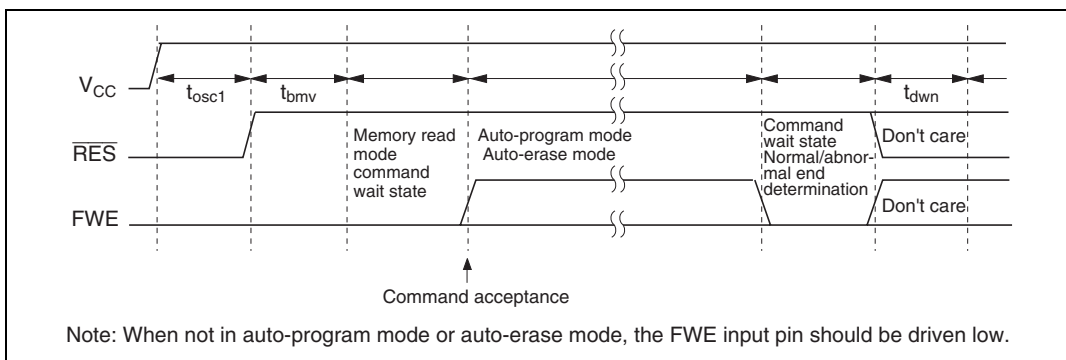 VCC
tosc1
tbmv
tdwn
RES
Memory read
mode
command
wait state
Auto-program mode
Auto-erase mode
Command
wait state
Normal/abnor-
mal end
determination
Don't care
FWE
Don't care
Command acceptance
Note: When not in auto-program mode or auto-erase mode, the FWE input pin should be driven low.